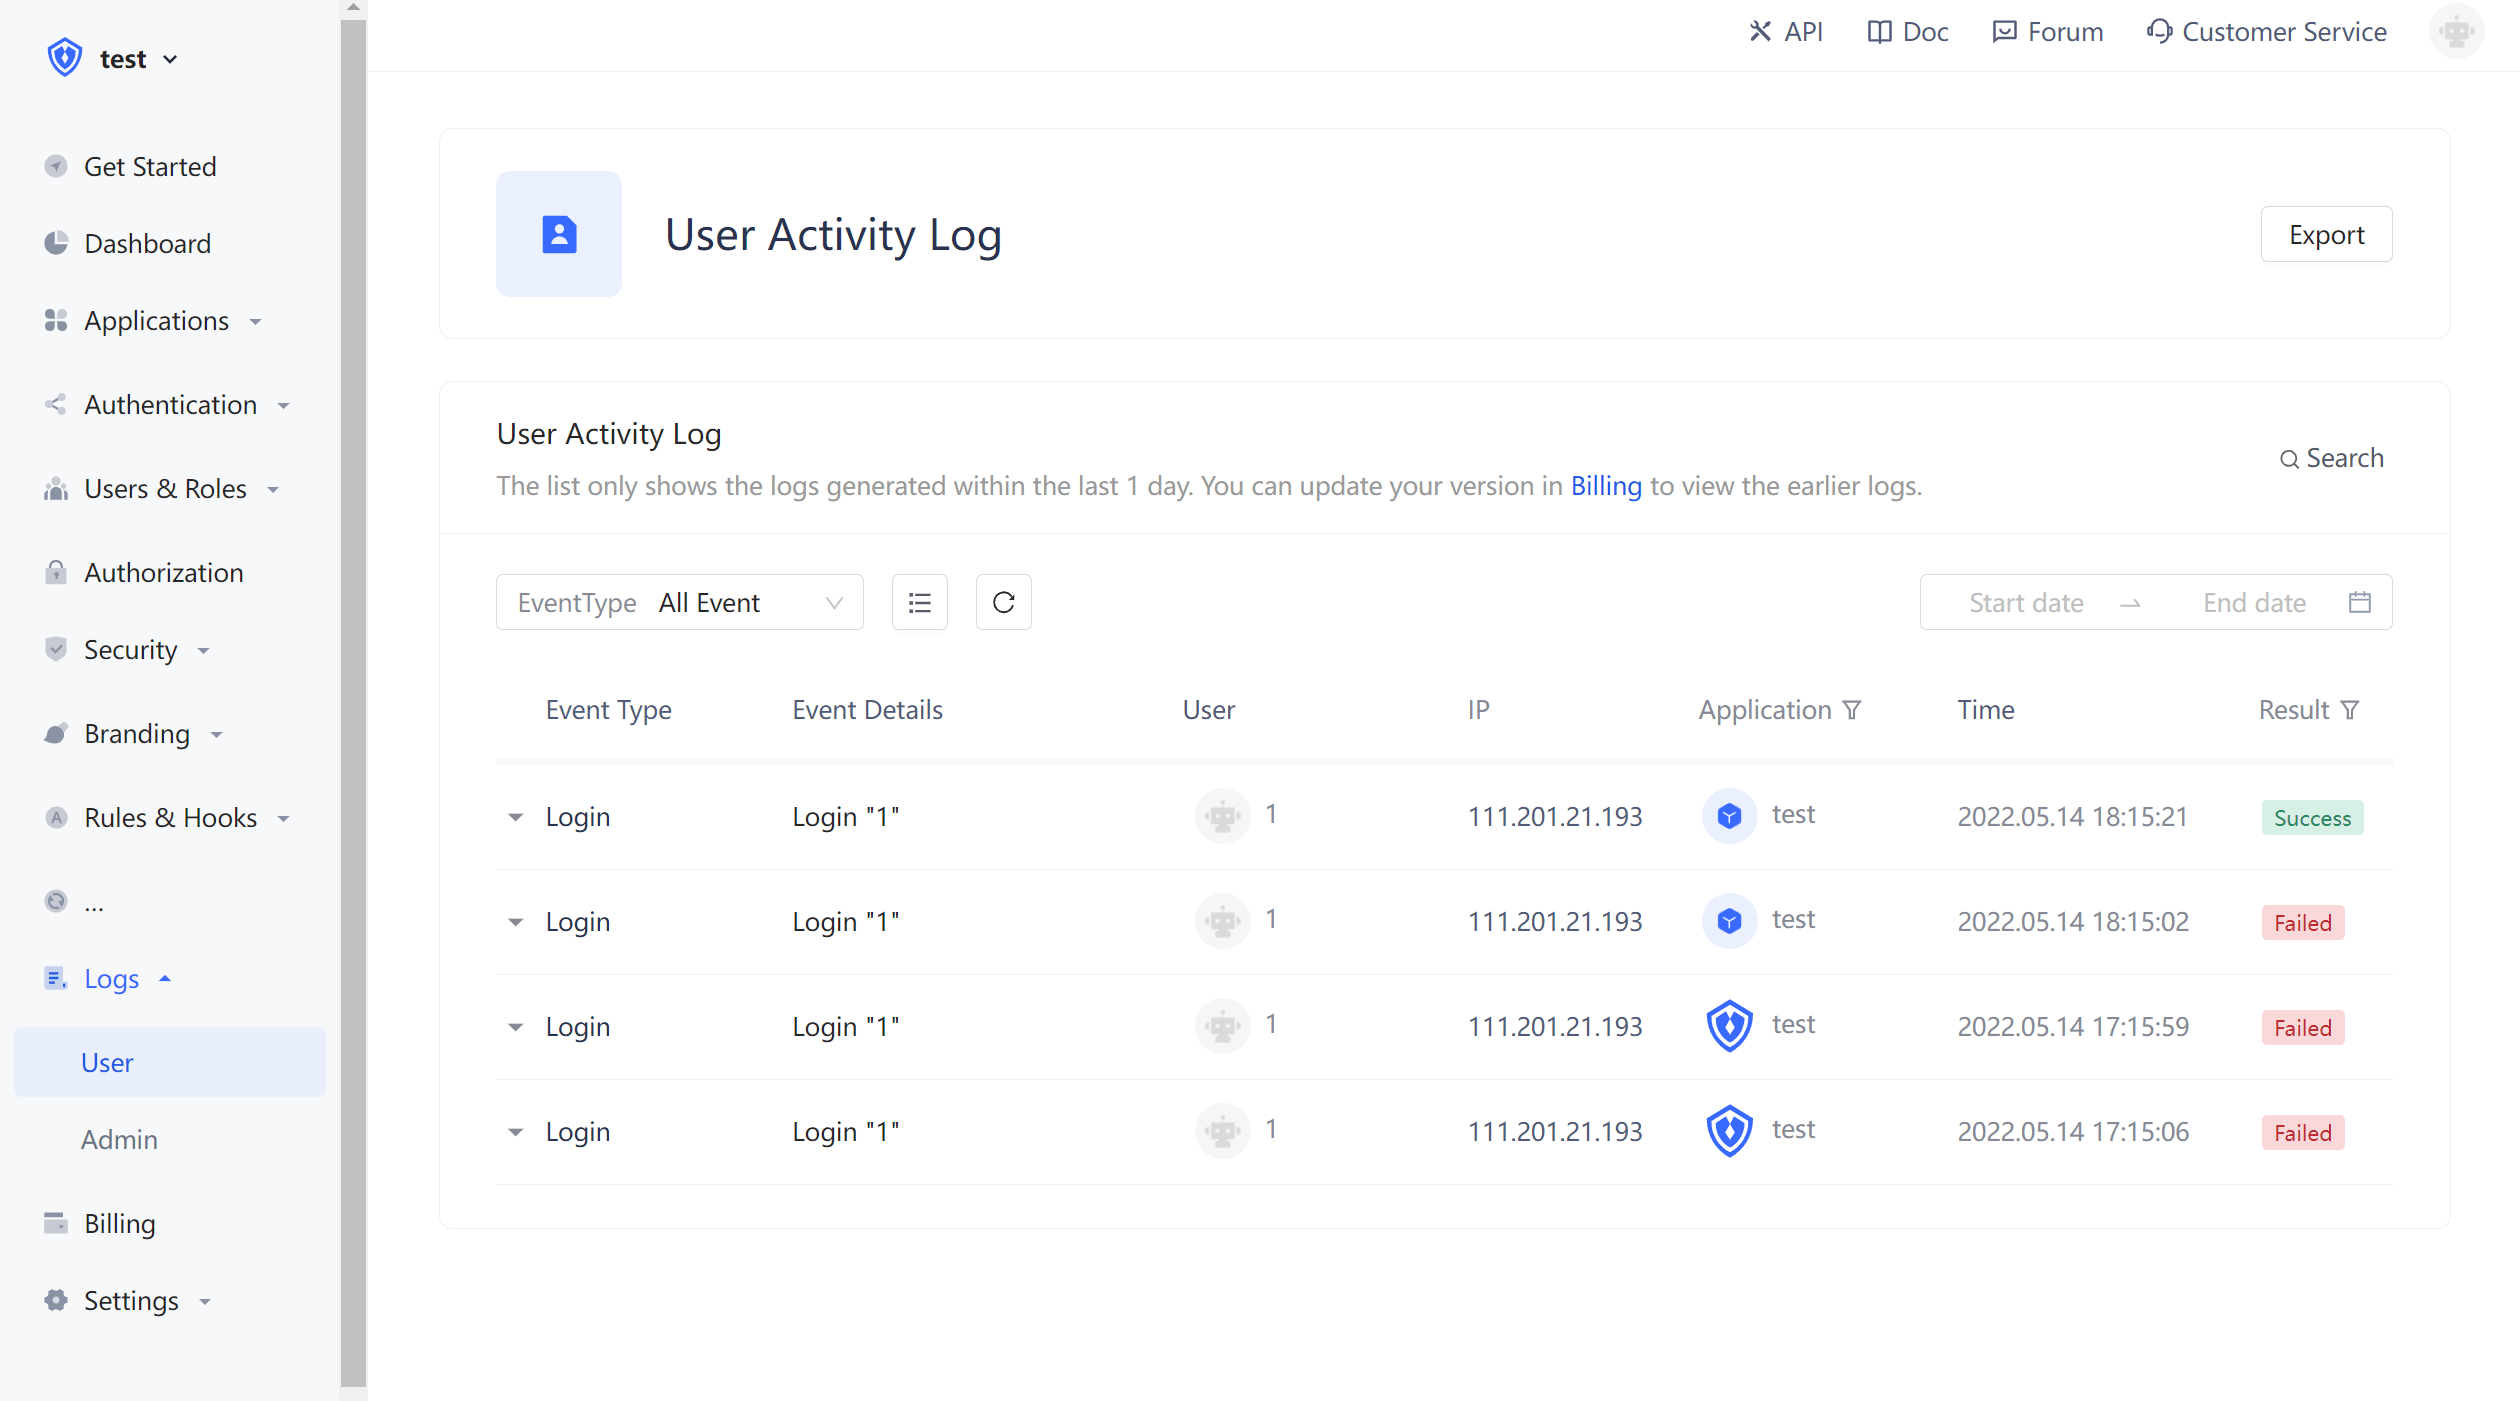 test
API
Doc
Forum
Customer Service
Get Started
Dashboard
Applications
Authentication
Users & Roles
Authorization
Security
Branding
Rules & Hooks
...
Logs
User
Admin
Billing
Settings
User Activity Log
Export
User Activity Log
The list only shows the logs generated within the last 1 day. You can update your version in Billing to view the earlier logs.
Search
EventType All Event
Start date
End date
Event Type Event Details User IP Application Time Result
Login Login "1" 1 111.201.21.193 test 2022.05.14 18:15:21 Success
Login Login "1" 1 111.201.21.193 test 2022.05.14 18:15:02 Failed
Login Login "1" 1 111.201.21.193 test 2022.05.14 17:15:59 Failed
Login Login "1" 1 111.201.21.193 test 2022.05.14 17:15:06 Failed